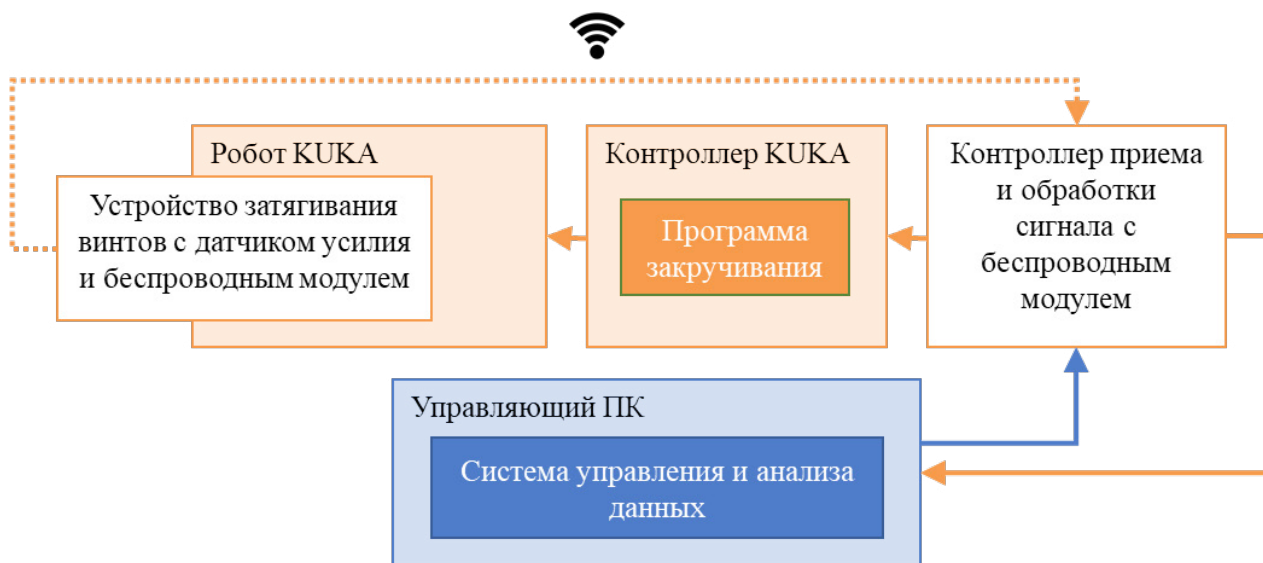 Робот KUKA
Устройство затягивания
винтов с датчиком усилия
и беспроводным модулем
Контроллер KUKA
Программа
закручивания
Контроллер приема
и обработки
сигнала с
беспроводным
модулем
Управляющий ПК
Система управления и анализа
данных